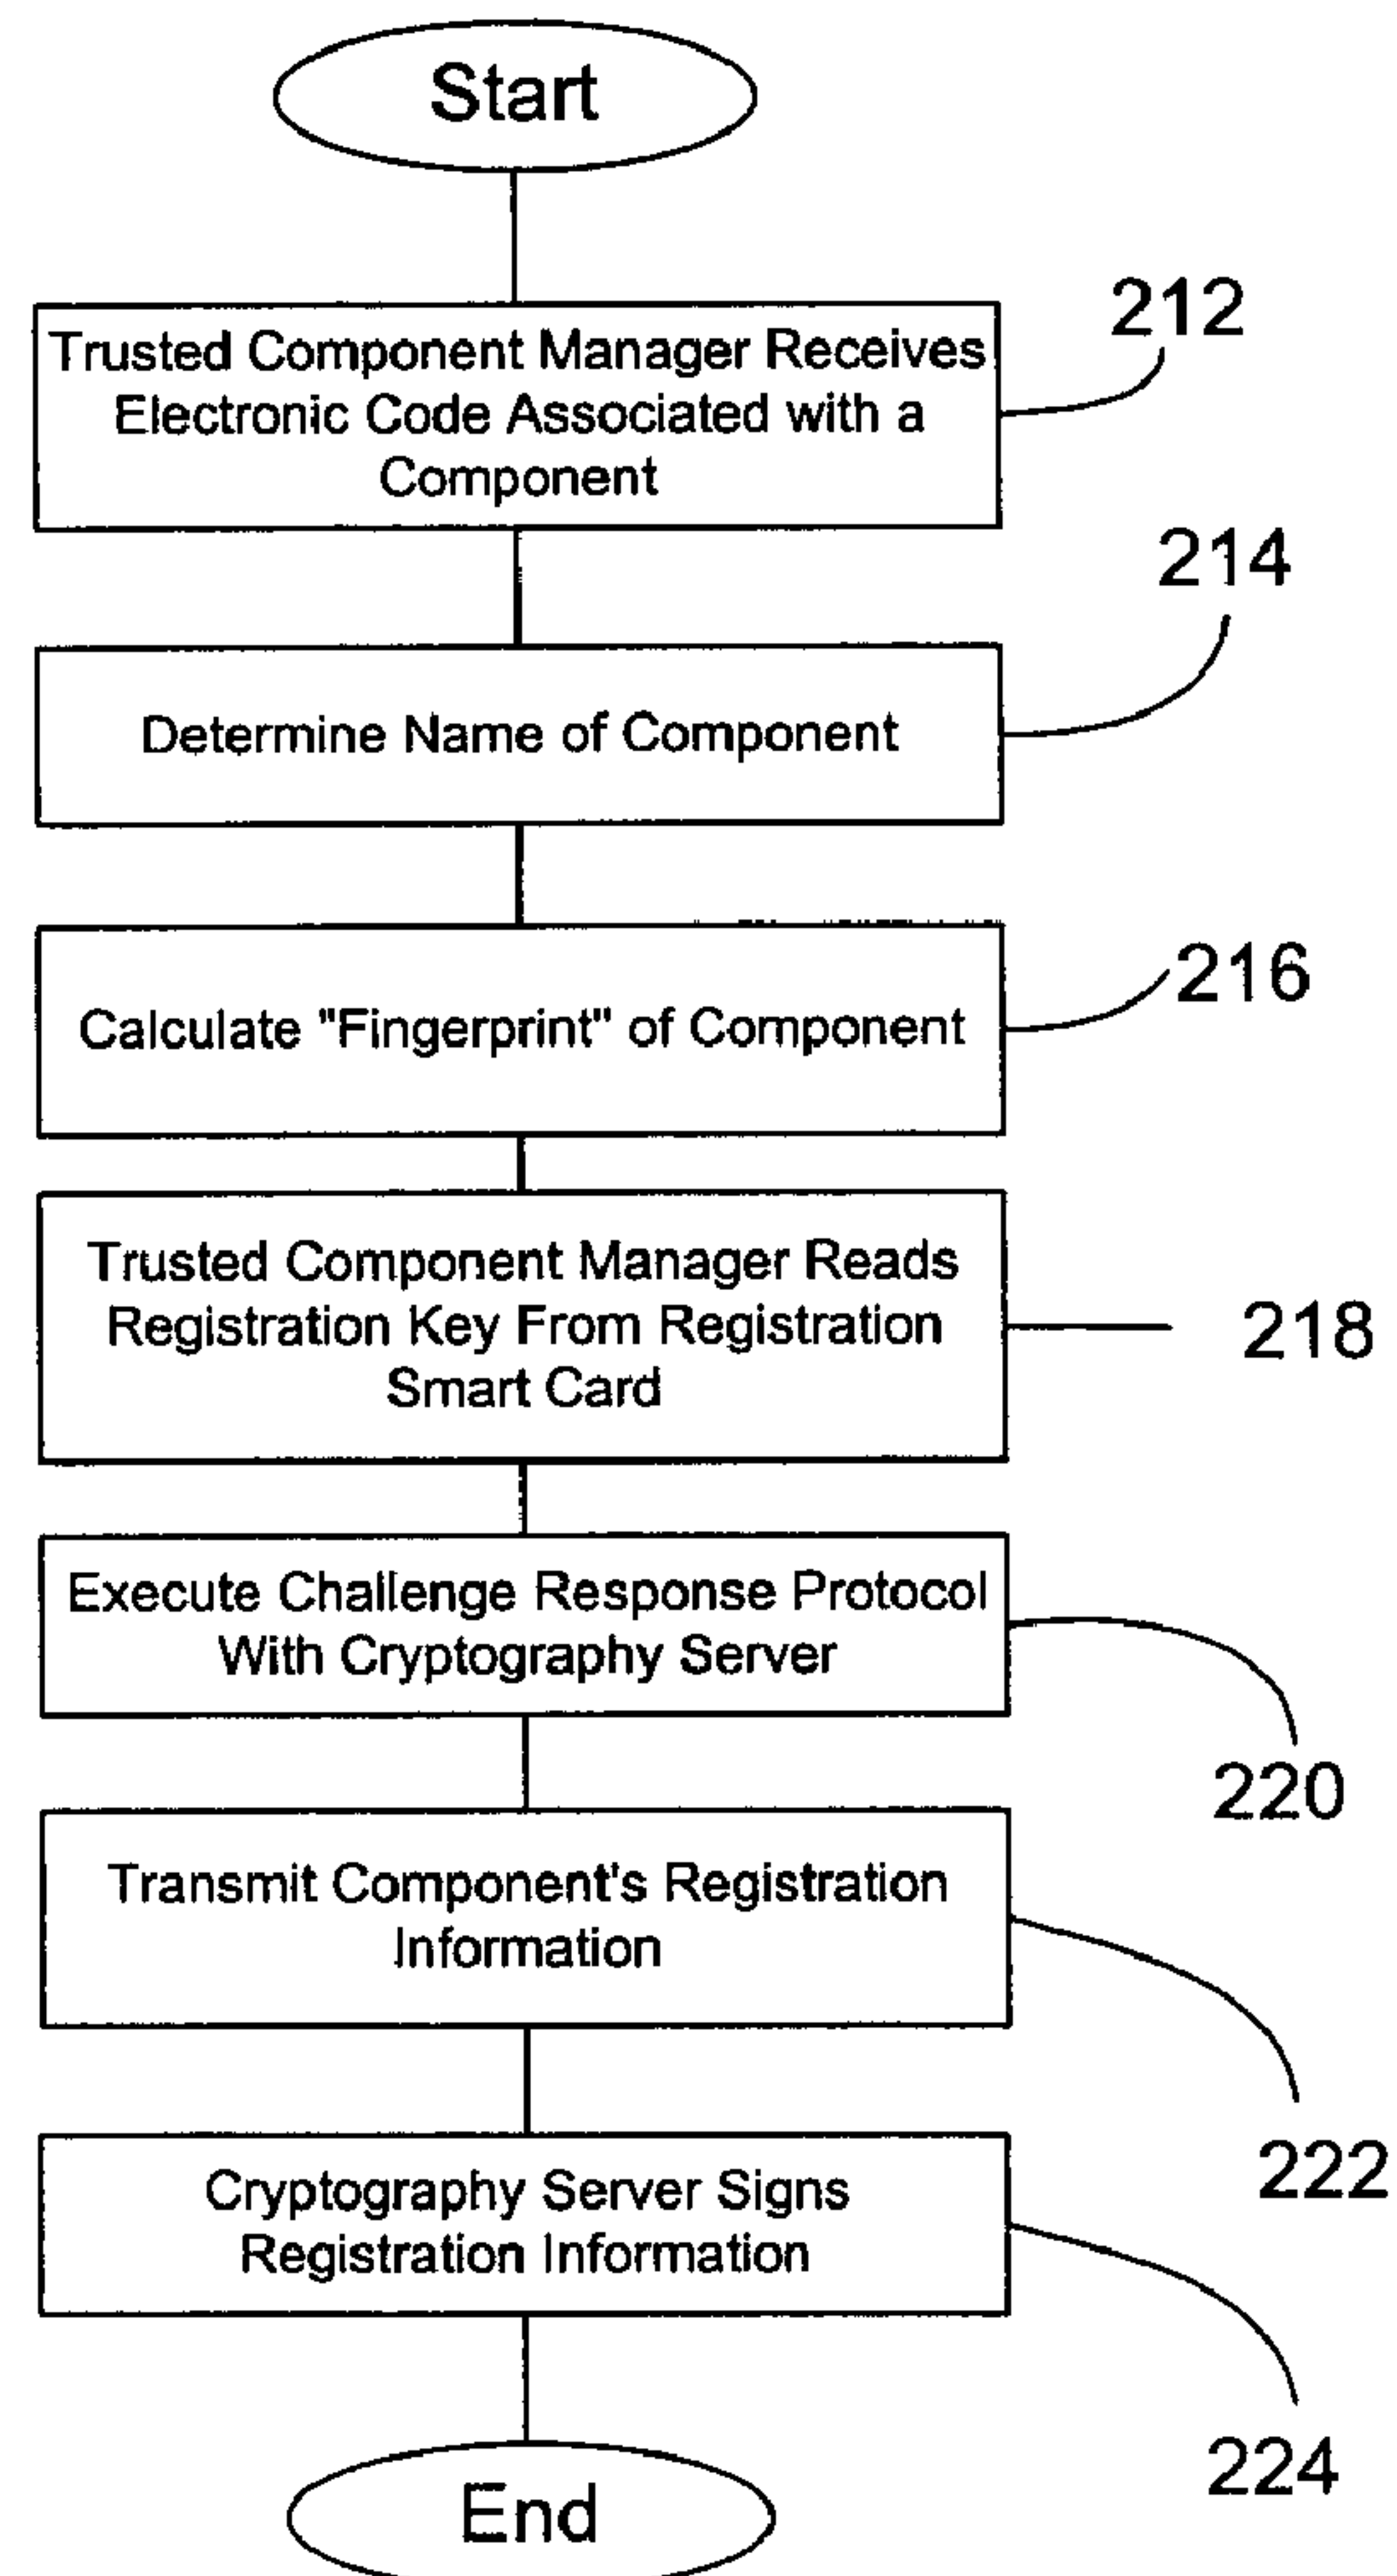 Start
Trusted Component Manager Receives
Electronic Code Associated with a
Component
212
Determine Name of Component
214
Calculate "Fingerprint" of Component
216
Trusted Component Manager Reads
Registration Key From Registration
Smart Card
218
Execute Challenge Response Protocol
With Cryptography Server
220
Transmit Component's Registration
Information
222
Cryptography Server Signs
Registration Information
224
End